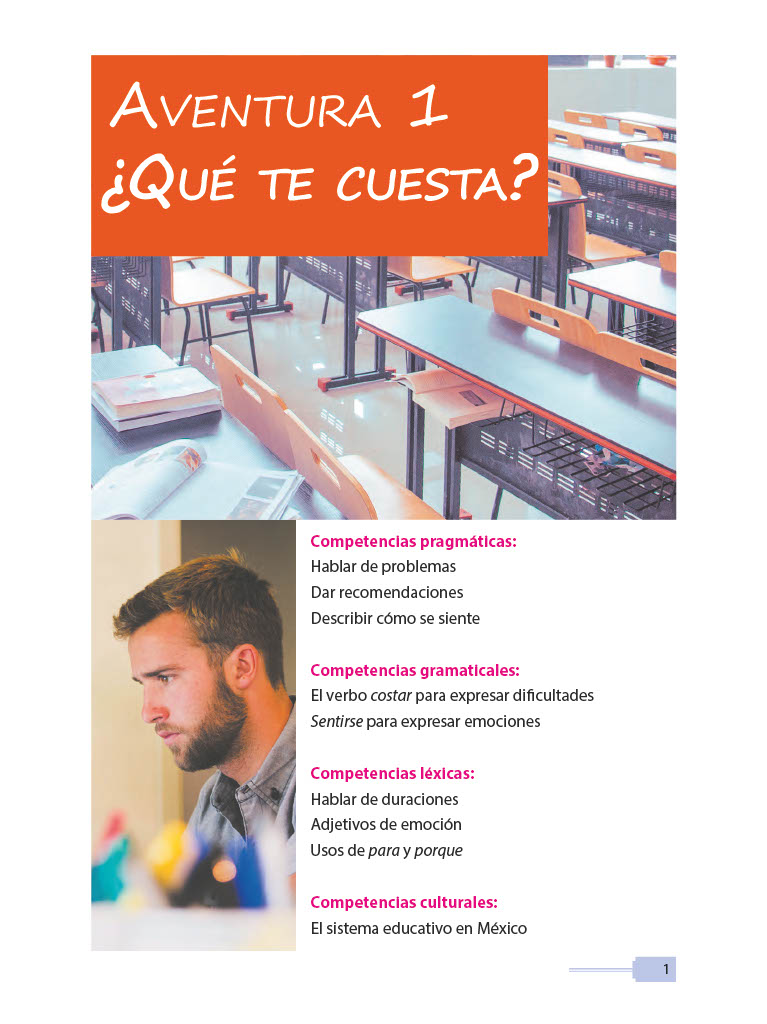 AVENTURA 1
¿QUÉ TE CUESTA?
Competencias pragmáticas:
Hablar de problemas
Dar recomendaciones
Describir cómo se siente
Competencias gramaticales:
El verbo costar para expresar dificultades
Sentirse para expresar emociones
Competencias léxicas:
Hablar de duraciones
Adjetivos de emoción
Usos de para y porque
Competencias culturales:
El sistema educativo en México
1